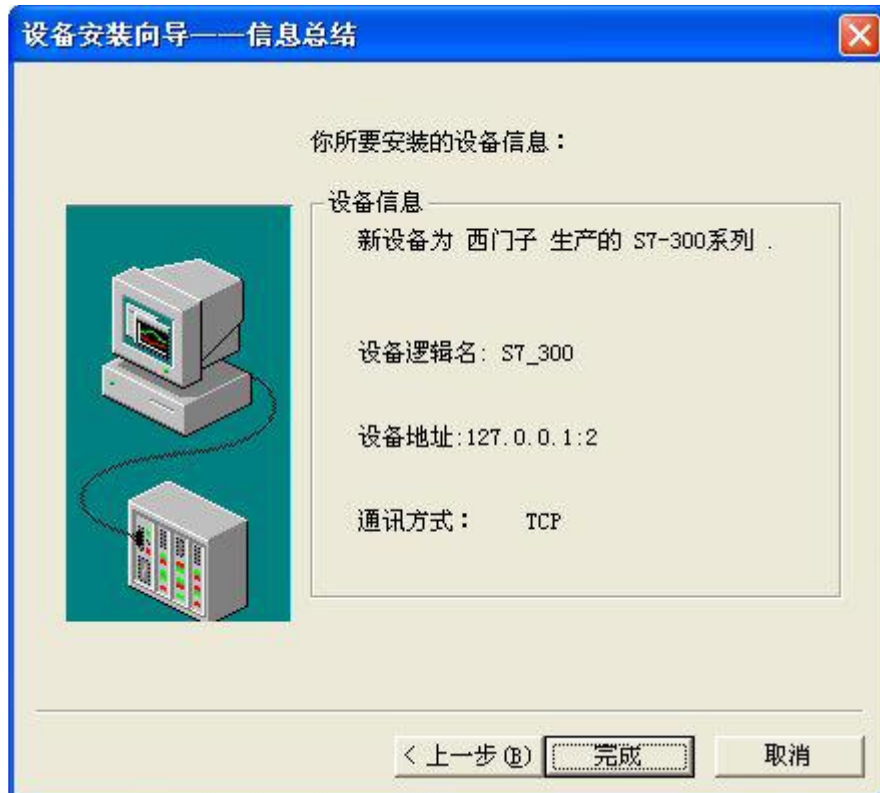 设备安装向导——信息总结
你所要安装的设备信息：
设备信息
新设备为 西门子 生产的 S7-300系列 .
设备逻辑名: S7_300
设备地址:127.0.0.1:2
通讯方式： TCP
< 上一步(B) 完成 取消